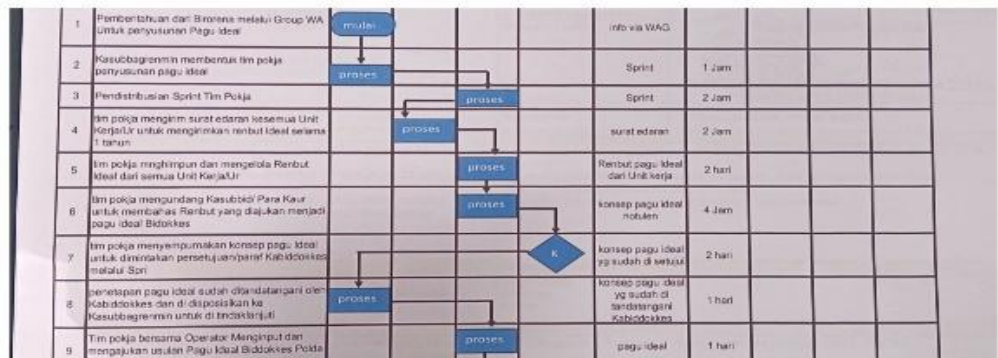 1 Pemberitahuan dari Birorena melalui Group WA
Untuk penyusunan Pagu Ideal
mulai
info via WAG
2 Kasubbagrenmin membentuk tim pokja
penyusunan pagu ideal
proses
Sprint
1 Jam
3 Pendistribusian Sprint Tim Pokja
proses
Sprint
2 Jam
4 tim pokja mengirim surat edaran kesemua Unit
Kerja/Ur untuk mengirimkan renbut Ideal selama
1 tahun
proses
surat edaran
2 Jam
5 tim pokja mnghimpun dan mengelola Renbut
Ideal dari semua Unit Kerja/Ur
proses
Renbut pagu Ideal
dari Unit kerja
2 hari
6 tim pokja mengundang Kasubbid/ Para Kaur
untuk membahas Renbut yang diajukan menjadi
pagu ideal Bidokkes
proses
konsep pagu ideal
notulen
4 Jam
7 tim pokja menyempurnakan konsep pagu Ideal
untuk dimintakan persetujuan/paraf Kabiddokkes
melalui Spri
K
konsep pagu ideal
yg sudah di setujui
2 hari
8 penetapan pagu ideal sudah ditandatangani oleh
Kabiddokkes dan di disposisikan ke
Kasubbagrenmin untuk di tindaklanjuti
proses
konsep pagu ideal
yg sudah di
tandatangani
Kabiddokkes
1 hari
9 Tim pokja bersama Operator Menginput dan
mengajukan usulan Pagu Ideal Biddokkes Polda
proses
pagu ideal
1 hari